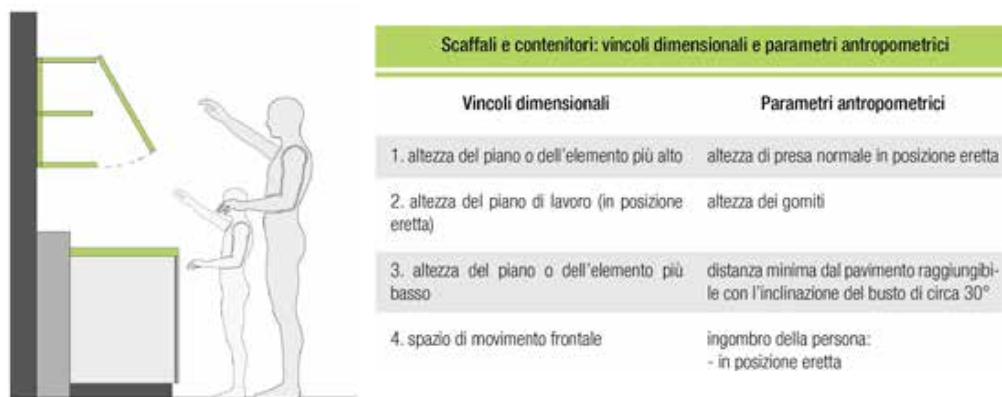 Scaffali e contenitori: vincoli dimensionali e parametri antropometrici
Vincoli dimensionali
Parametri antropometrici
1. altezza del piano o dell'elemento più alto
altezza di presa normale in posizione eretta
2. altezza del piano di lavoro (in posizione
eretta)
altezza dei gomiti
3. altezza del piano o dell'elemento più
basso
distanza minima dal pavimento raggiungibi-
le con l'inclinazione del busto di circa 30°
4. spazio di movimento frontale
ingombro della persona:
- in posizione eretta